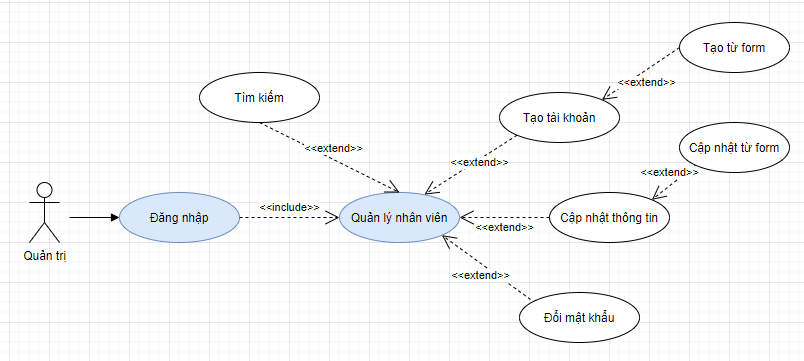 Tạo từ form
<<extend>>
Tìm kiếm
Tạo tài khoản
<<extend>>
Cập nhật từ form
<<extend>>
<<extend>>
Đăng nhập
<<include>>
Quản lý nhân viên
Cập nhật thông tin
<<extend>>
Quản trị
<<extend>>
Đổi mật khẩu